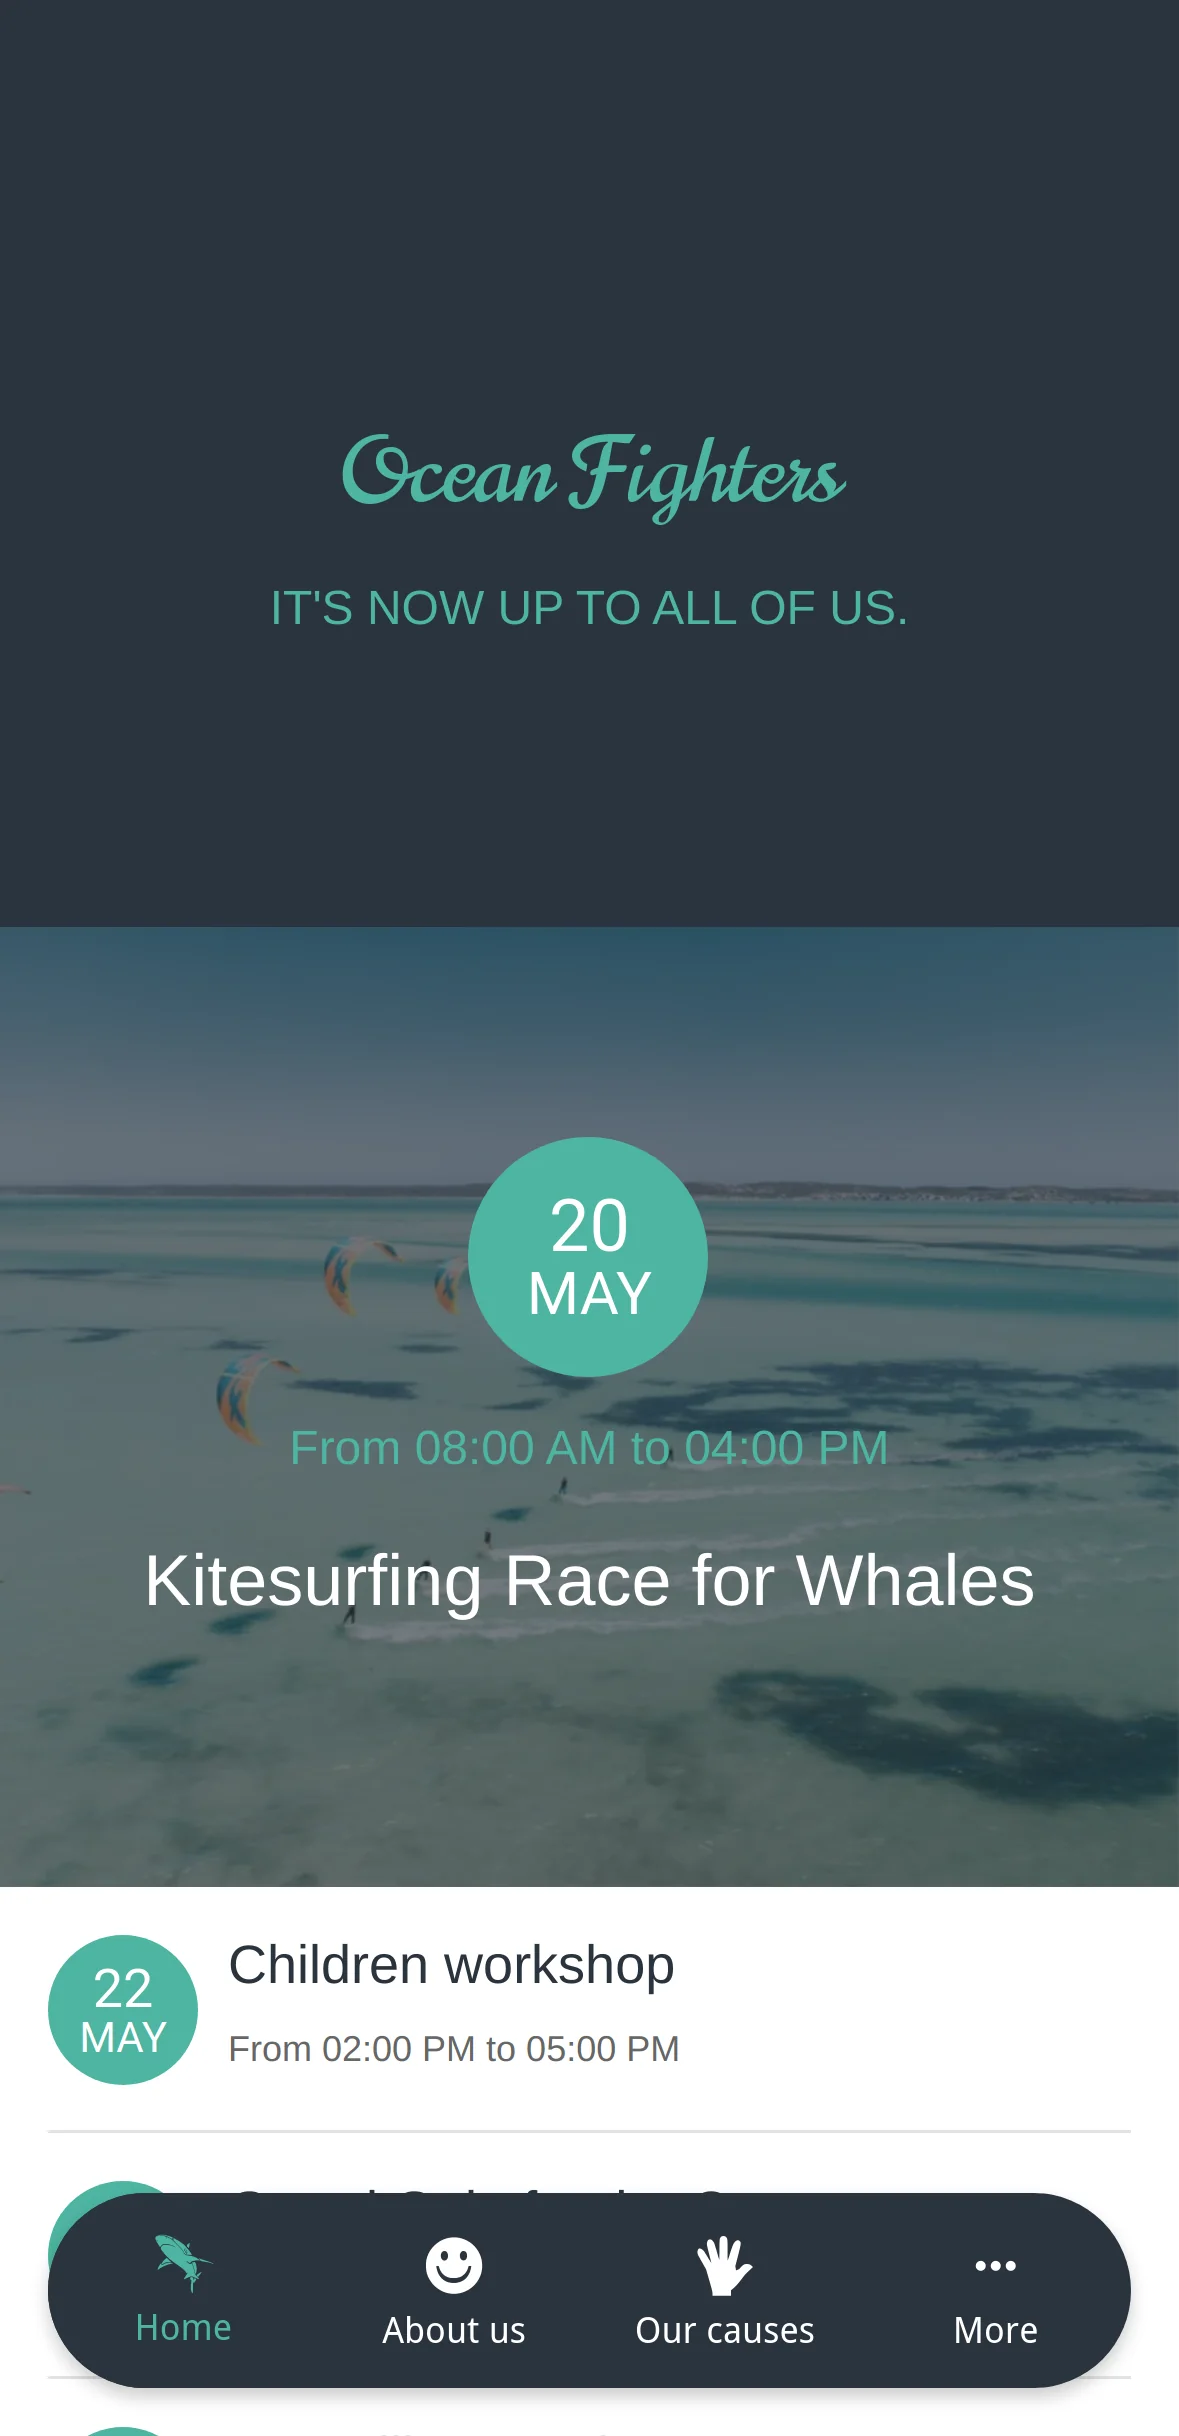 Ocean Fighters
IT'S NOW UP TO ALL OF US.
20
MAY
From 08:00 AM to 04:00 PM
Kitesurfing Race for Whales
22
MAY
Children workshop
From 02:00 PM to 05:00 PM
Home
About us
Our causes
More